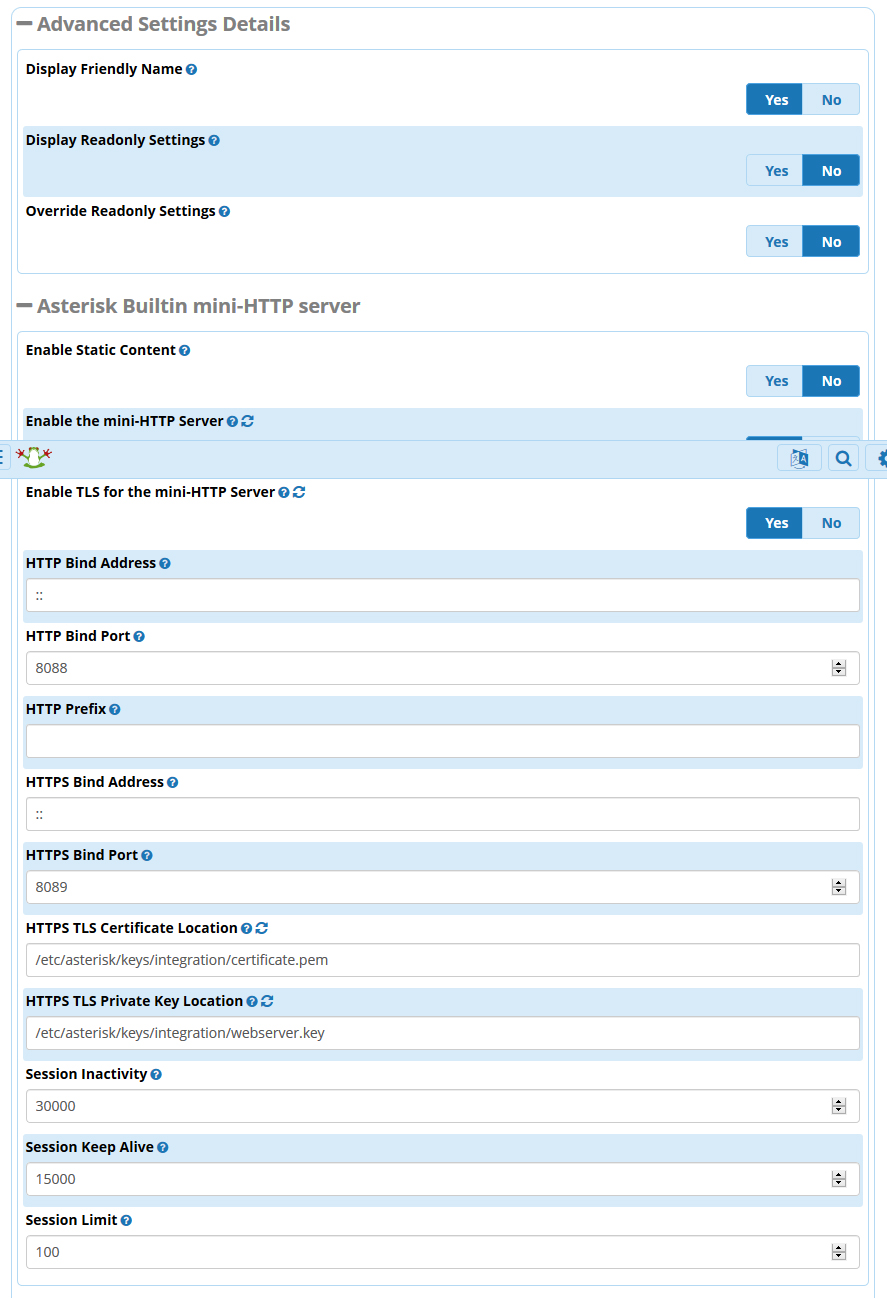 Advanced Settings Details
Display Friendly Name
Yes No
Display Readonly Settings
Yes No
Override Readonly Settings
Yes No
Asterisk Builtin mini-HTTP server
Enable Static Content
Yes No
Enable the mini-HTTP Server
Enable TLS for the mini-HTTP Server
Yes No
HTTP Bind Address
::
HTTP Bind Port
8088
HTTP Prefix
HTTPS Bind Address
::
HTTPS Bind Port
8089
HTTPS TLS Certificate Location
/etc/asterisk/keys/integration/certificate.pem
HTTPS TLS Private Key Location
/etc/asterisk/keys/integration/webserver.key
Session Inactivity
30000
Session Keep Alive
15000
Session Limit
100